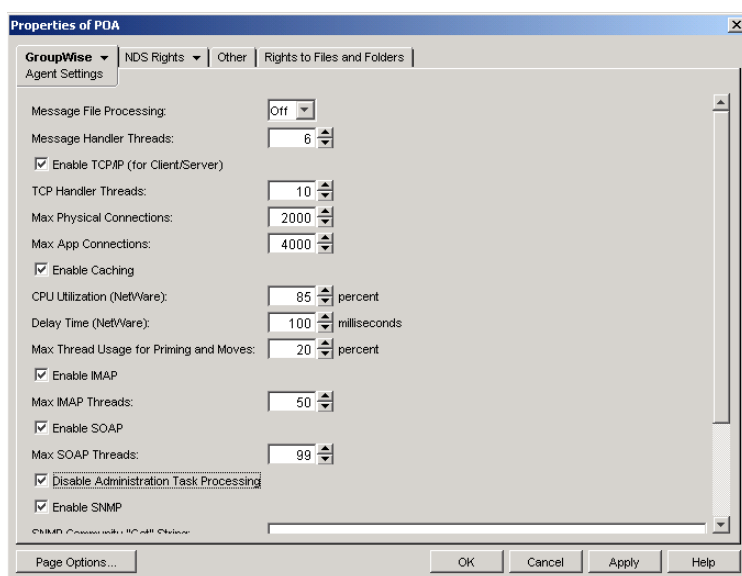 Properties of POA
GroupWise NDS Rights Other Rights to Files and Folders
Agent Settings
Message File Processing: Off
Message Handler Threads: 6
Enable TCP/IP (for Client/Server)
TCP Handler Threads: 10
Max Physical Connections: 2000
Max App Connections: 4000
Enable Caching
CPU Utilization (NetWare): 85 percent
Delay Time (NetWare): 100 milliseconds
Max Thread Usage for Priming and Moves: 20 percent
Enable IMAP
Max IMAP Threads: 50
Enable SOAP
Max SOAP Threads: 99
Disable Administration Task Processing
Enable SNMP
SNMP Community "Get" String:
Page Options... OK Cancel Apply Help